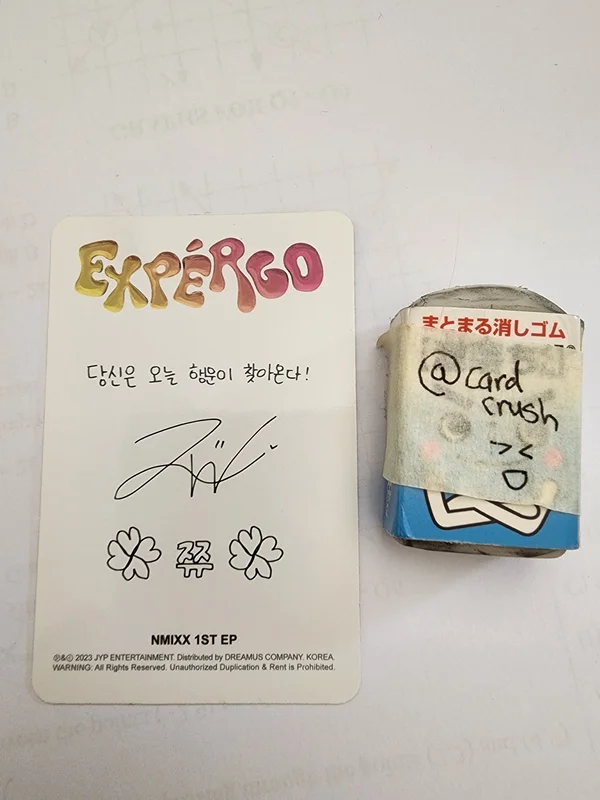 EXPÉRGO
당신은 오늘 행운이 찾아온다!
쮸
NMIXX 1ST EP
℗&© 2023 JYP ENTERTAINMENT. Distributed by DREAMUS COMPANY. KOREA
WARNING: All Rights Reserved. Unauthorized Duplication & Rent is Prohibited.
まとまる消しゴム
@card
crush